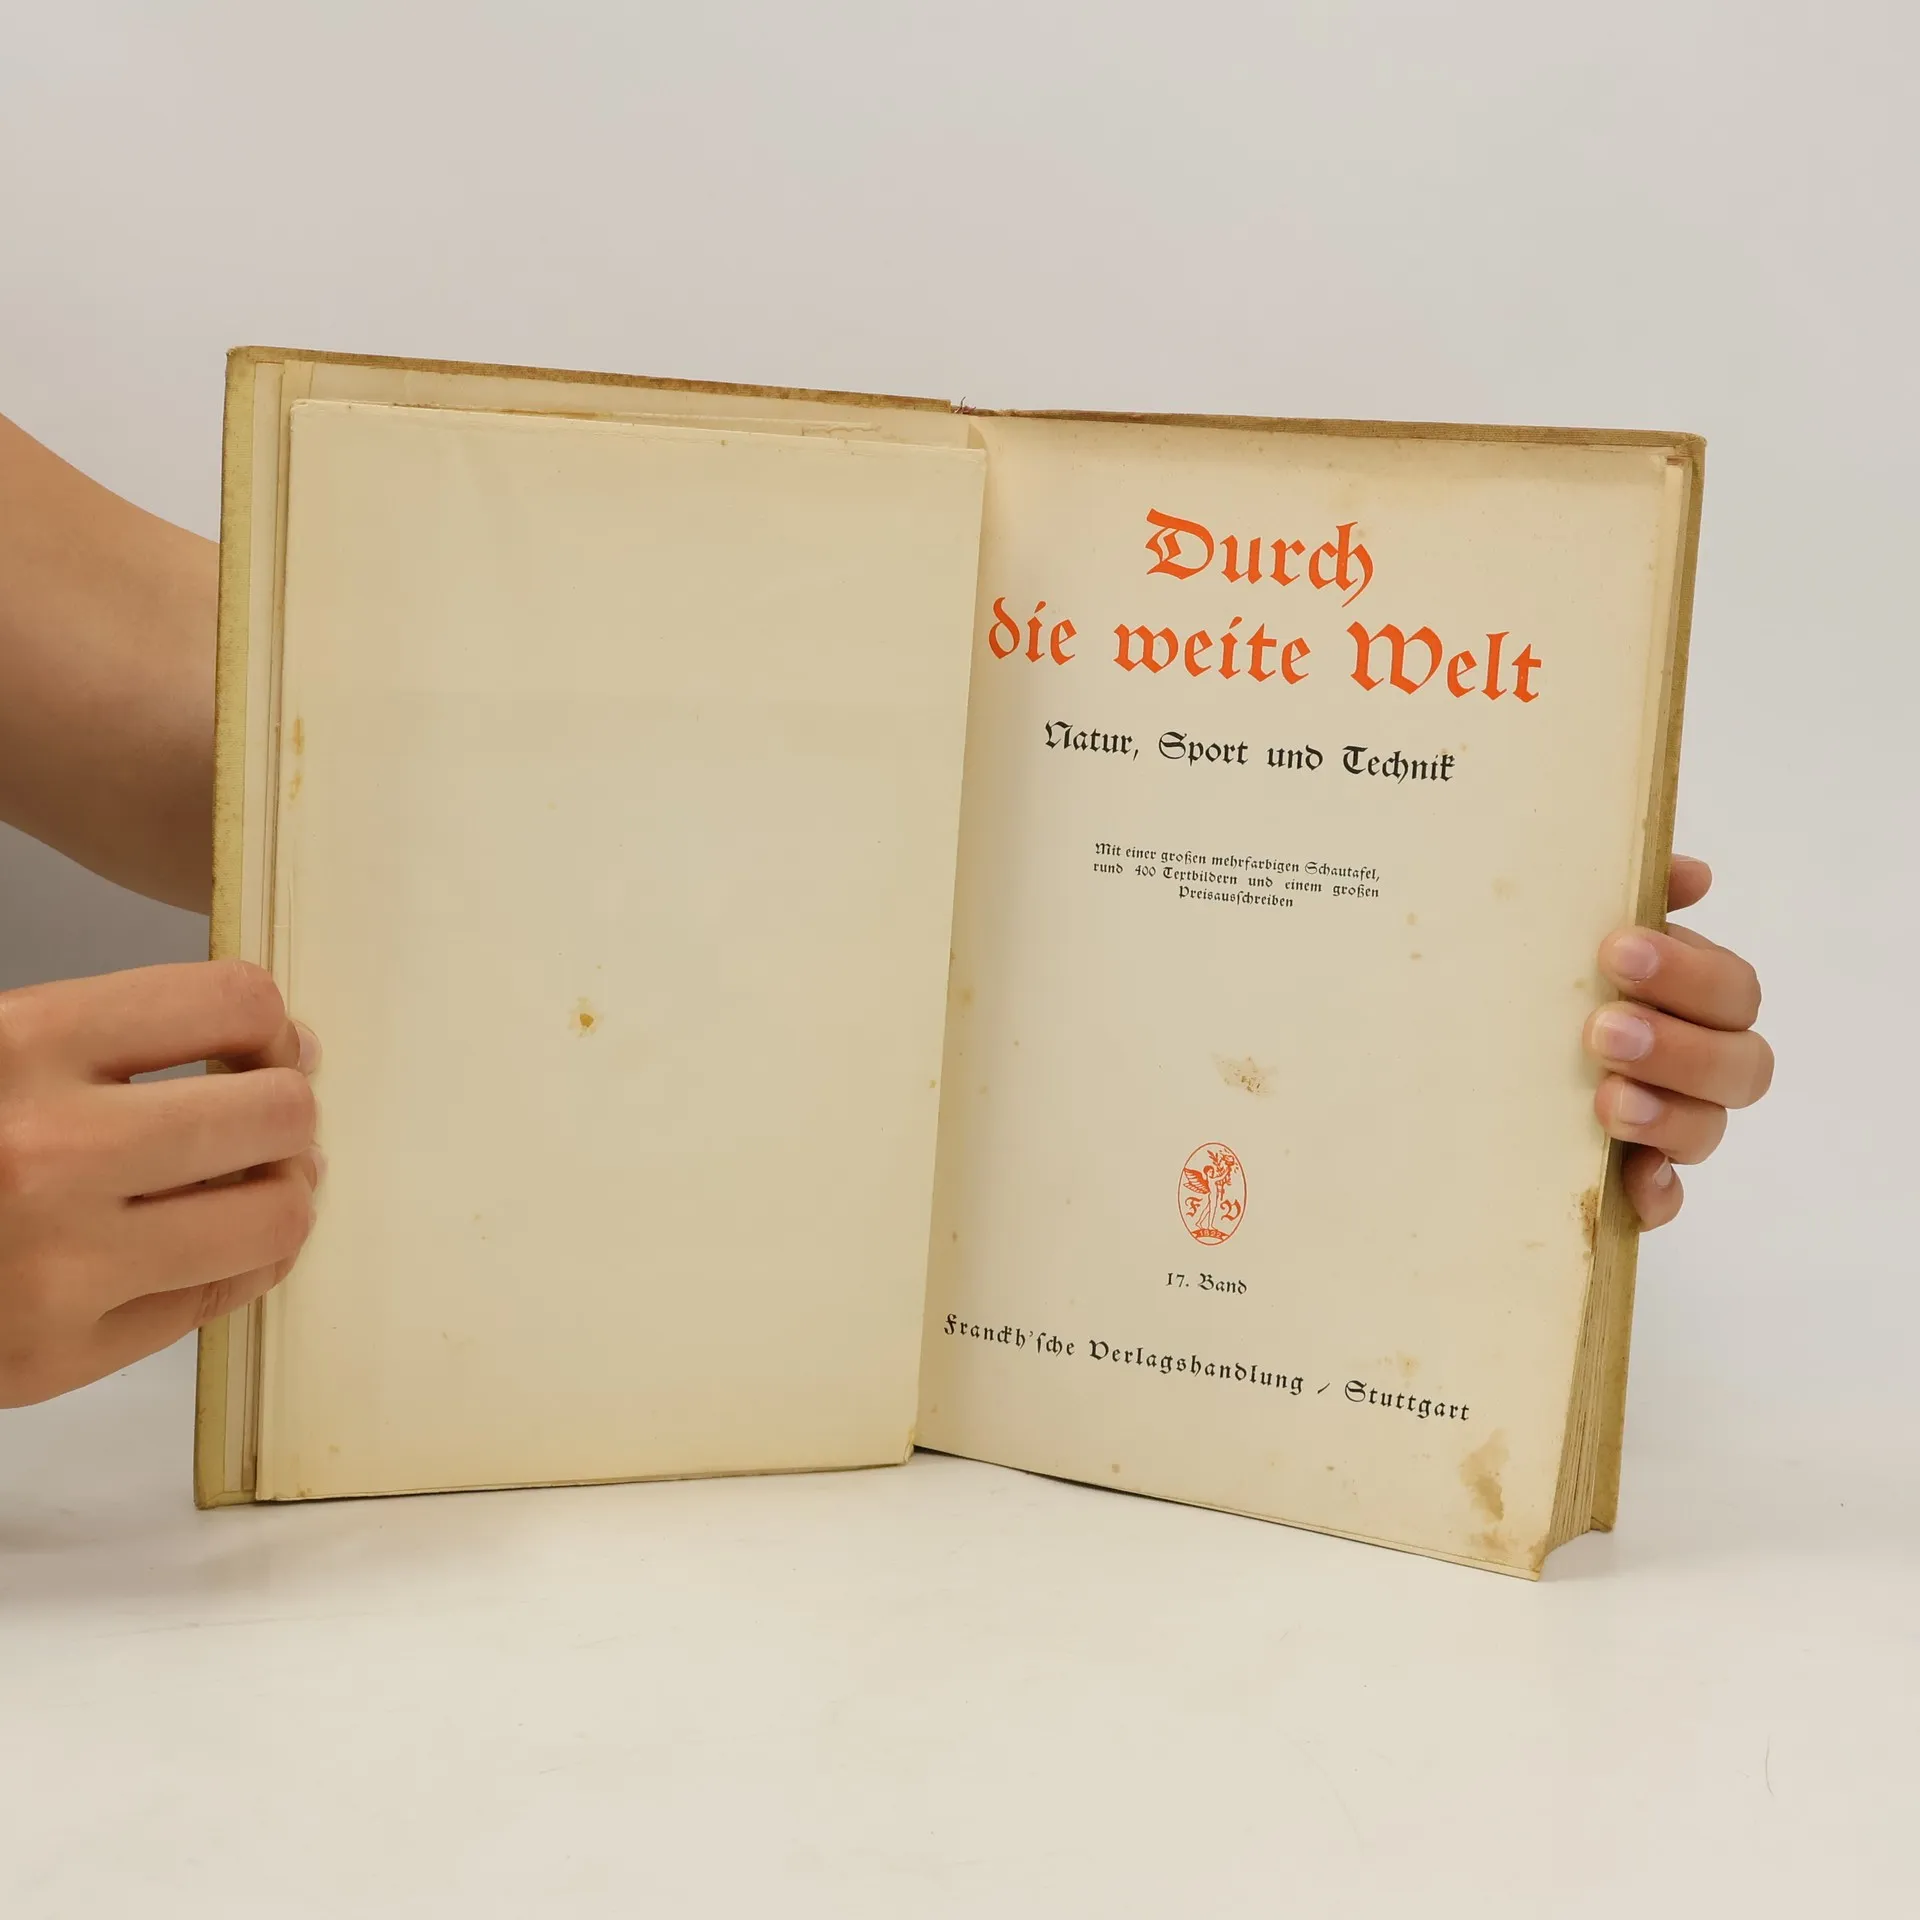 Durch
die weite Welt
Natur, Sport und Technik
Mit einer großen mehrfarbigen Schautafel,
rund 400 Textbildern und einem großen
Preisausschreiben
F V
17. Band
Franckh'sche Verlagshandlung / Stuttgart